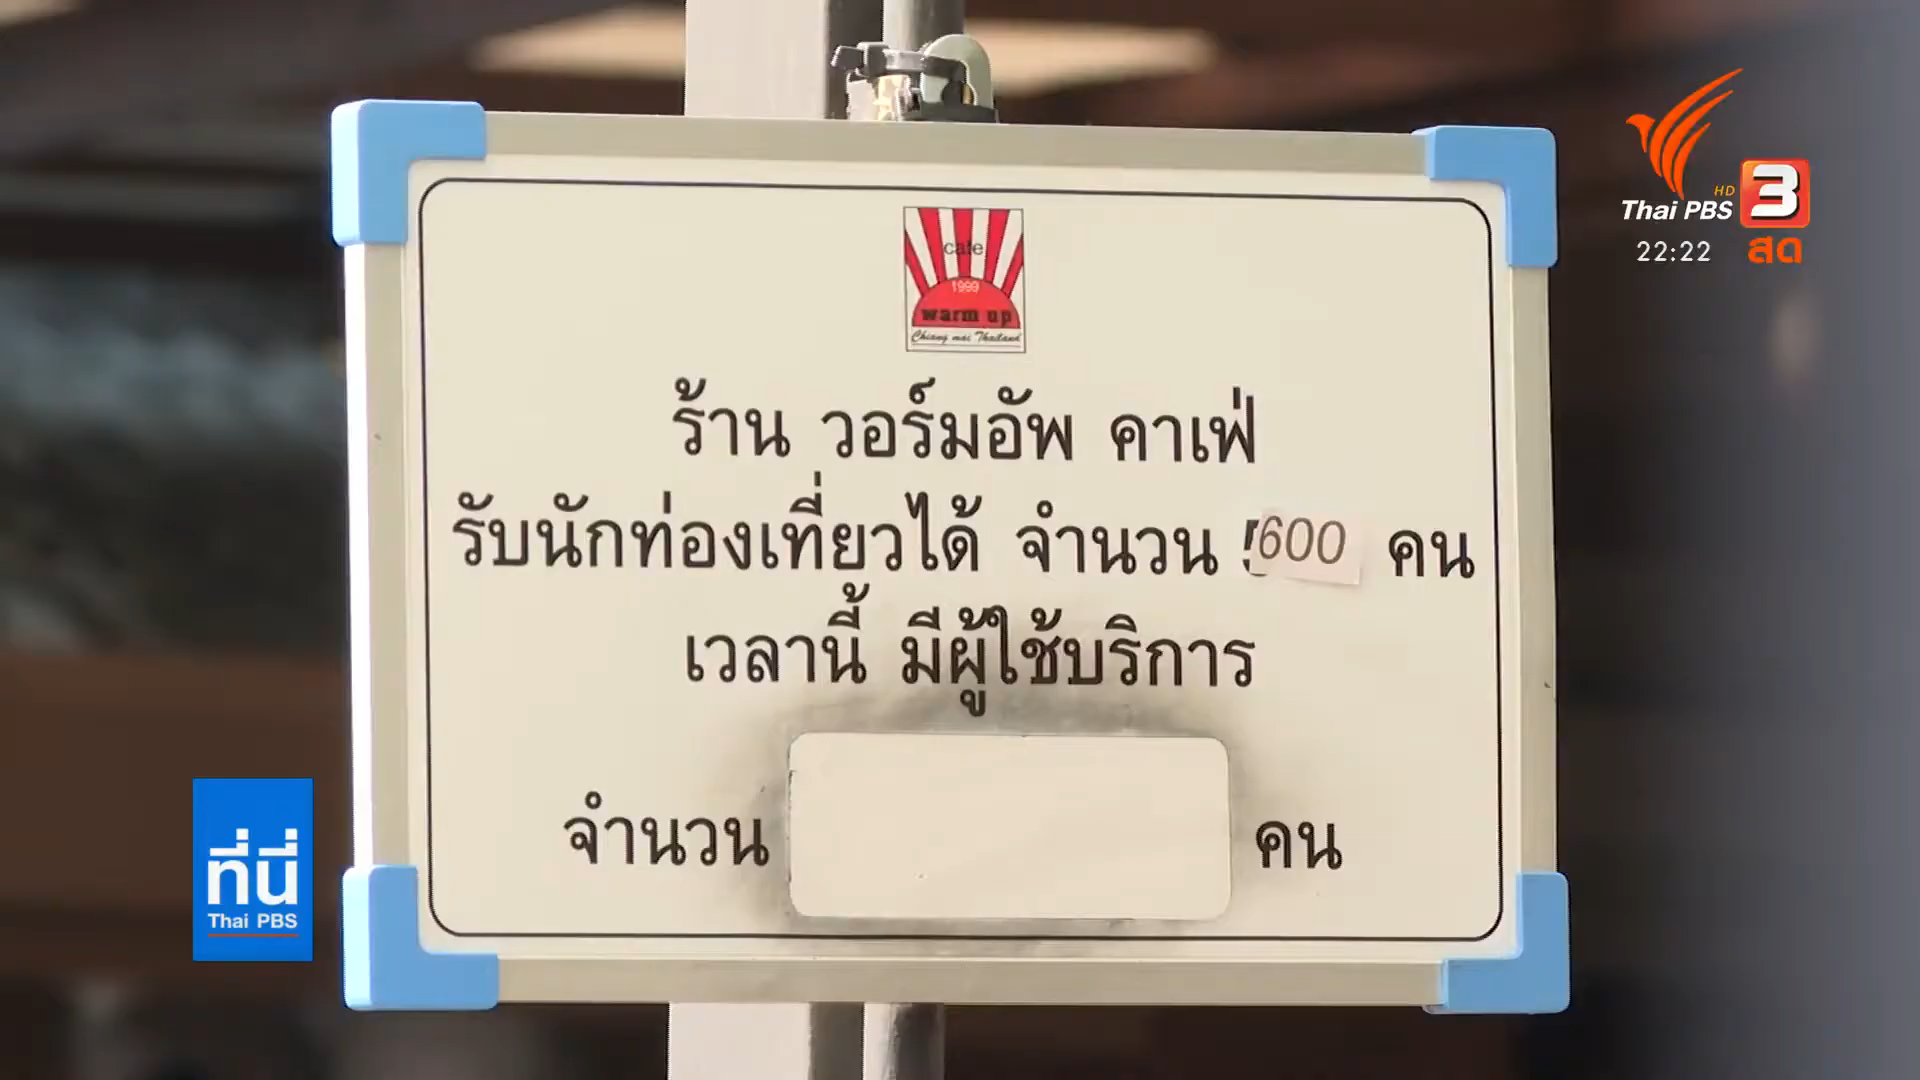 cafe
1999
warm up
Chiang mai Thailand
ร้าน วอร์มอัพ คาเฟ่
รับนักท่องเที่ยวได้ จำนวน 600 คน
เวลานี้ มีผู้ใช้บริการ
จำนวน คน
Thai PBS HD 3
22:22 สด
ที่นี่
Thai PBS